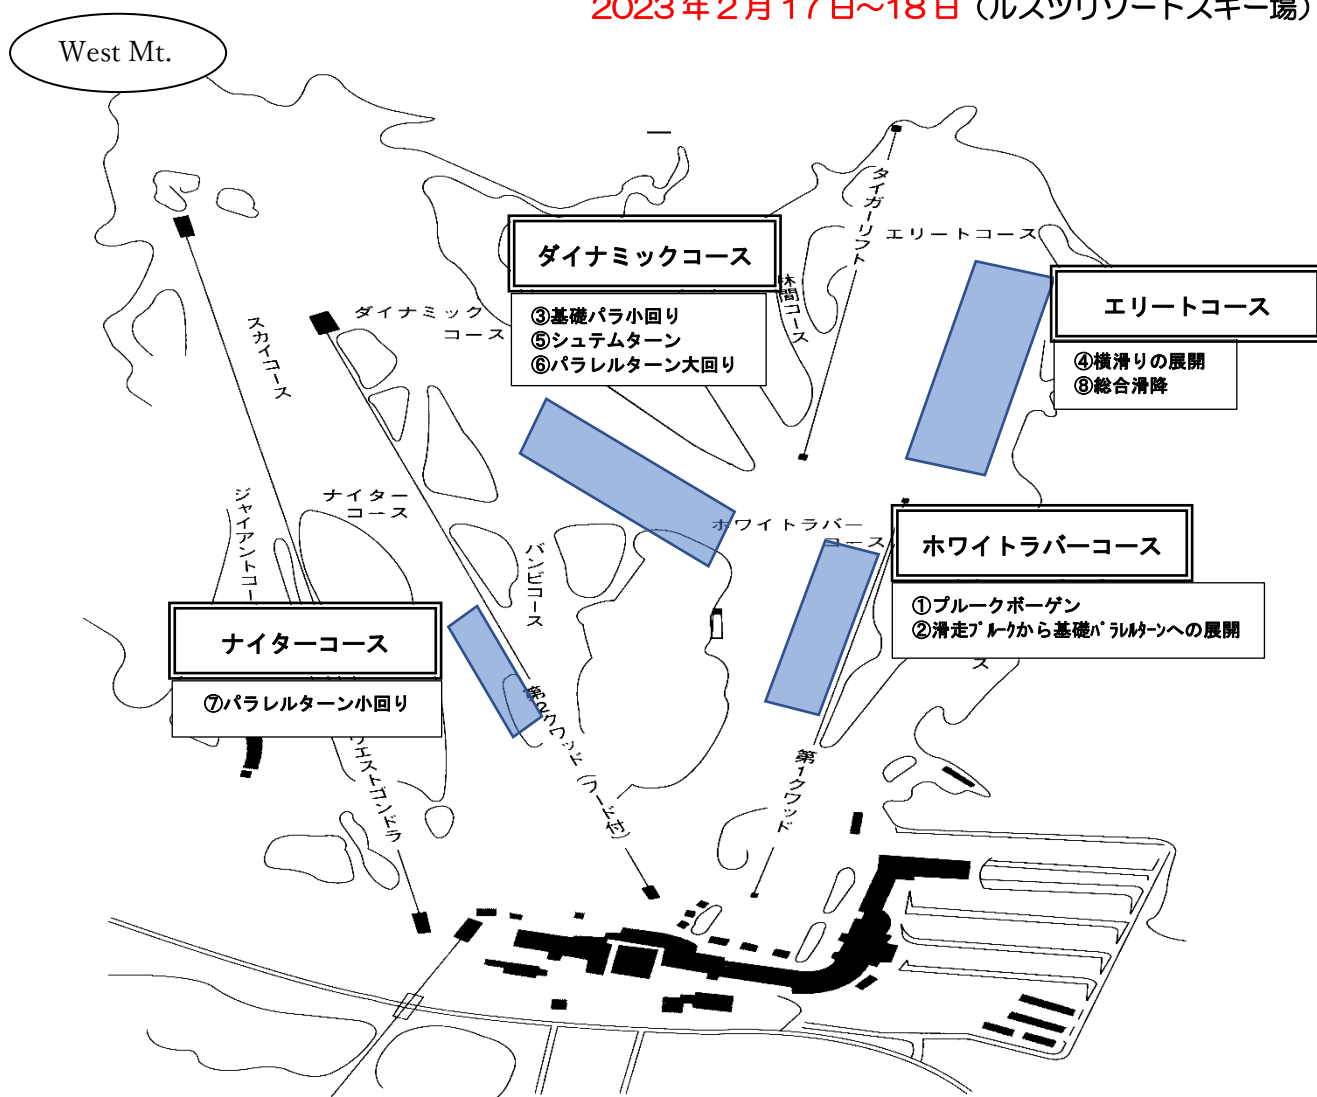 2023年2月17日~18日（ルスツリゾートスキー場）
West Mt.
タイガーリフト
エリートコース
ダイナミックコース
林間コース
エリートコース
③基礎パラ小回り
⑤シュテムターン
⑥パラレルターン大回り
ダイナミック
コース
スカイコース
④横滑りの展開
⑧総合滑降
ナイター
コース
ジャイアントコー
ホワイトラバー
コース
ホワイトラバーコース
バンビコース
①プルークボーゲン
②滑走プルークから基礎パラレルターンへの展開
ス
ナイターコース
⑦パラレルターン小回り
第2クワッド（フード付）
ウエストゴンドラ
第1クワッド